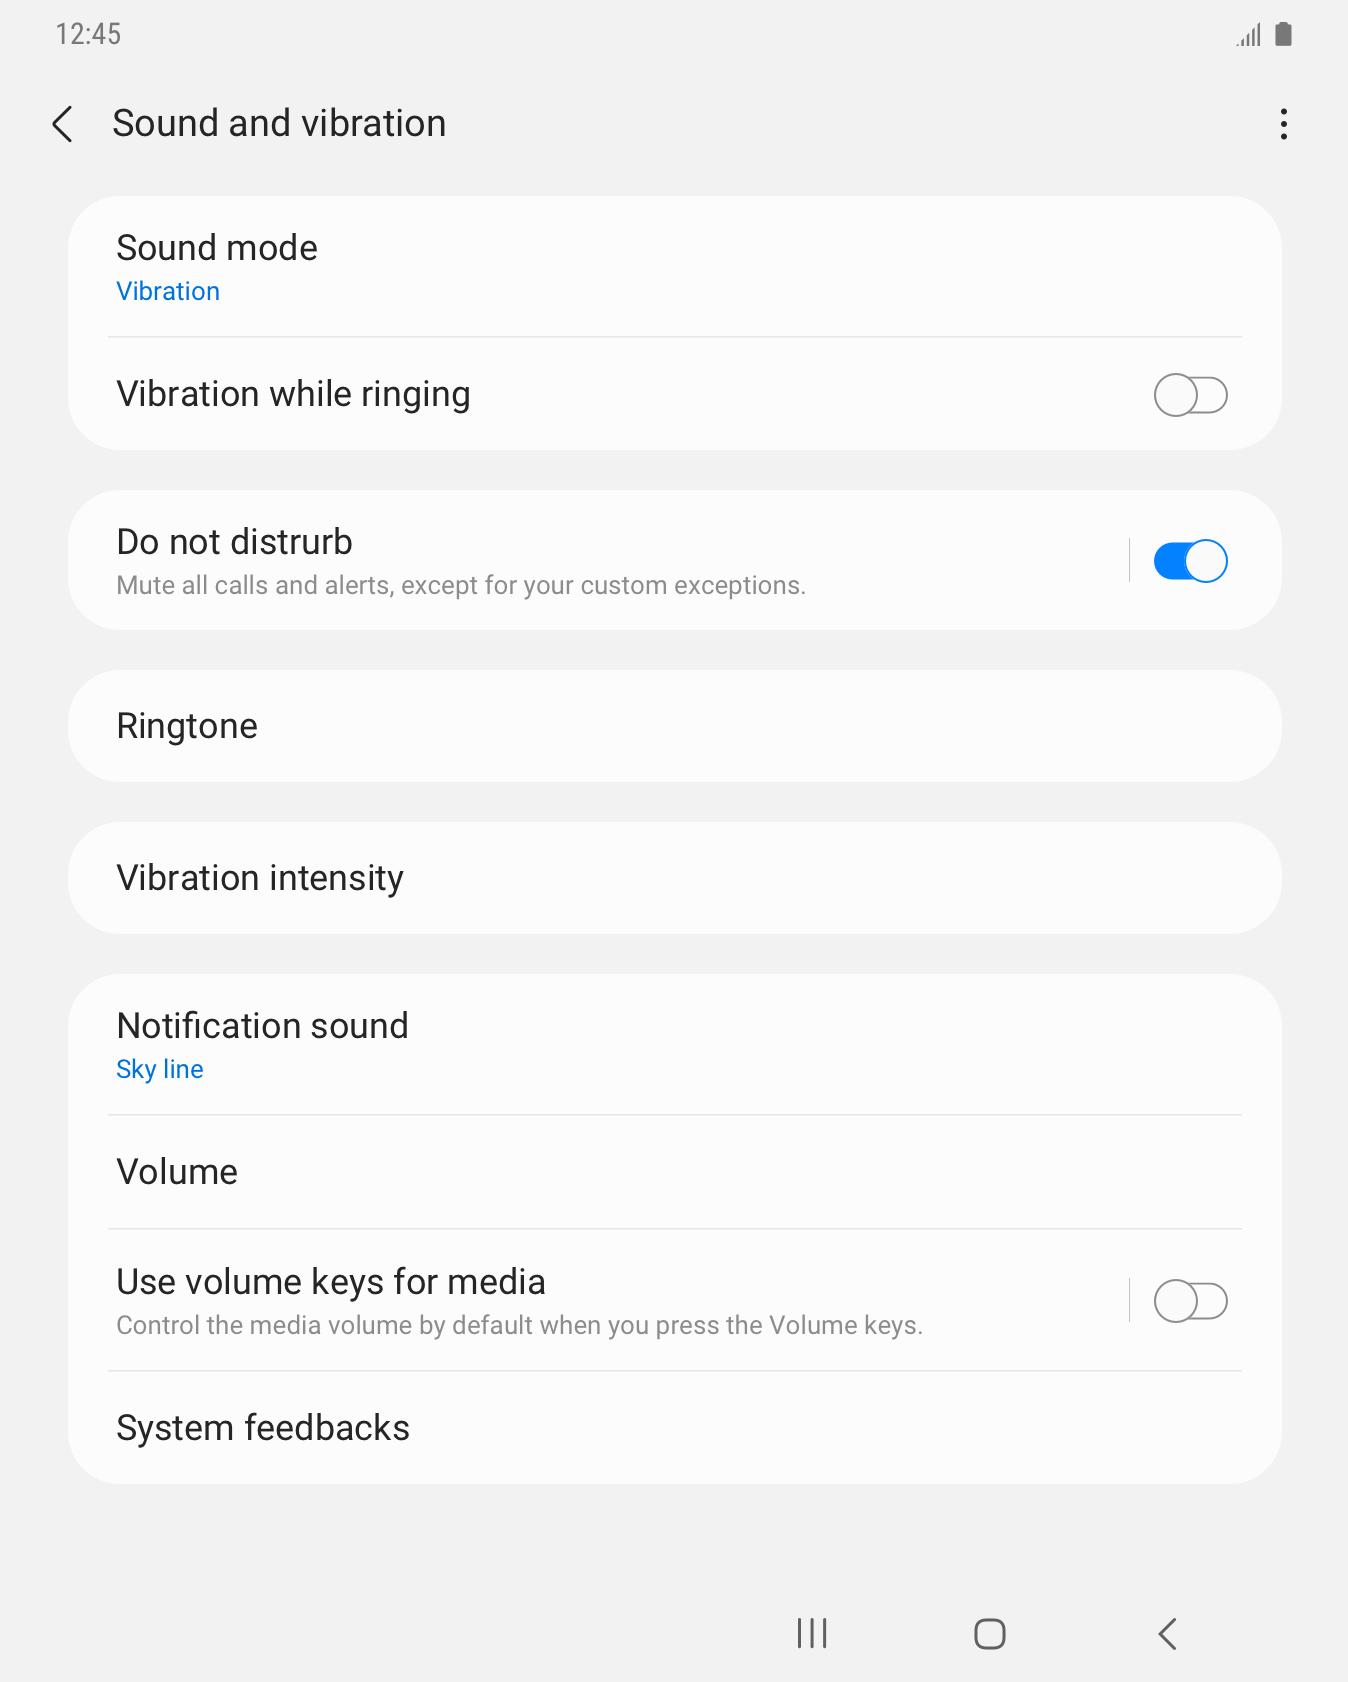 12:45
Sound and vibration
Sound mode
Vibration
Vibration while ringing
Do not distrurb
Mute all calls and alerts, except for your custom exceptions.
Ringtone
Vibration intensity
Notification sound
Sky line
Volume
Use volume keys for media
Control the media volume by default when you press the Volume keys.
System feedbacks